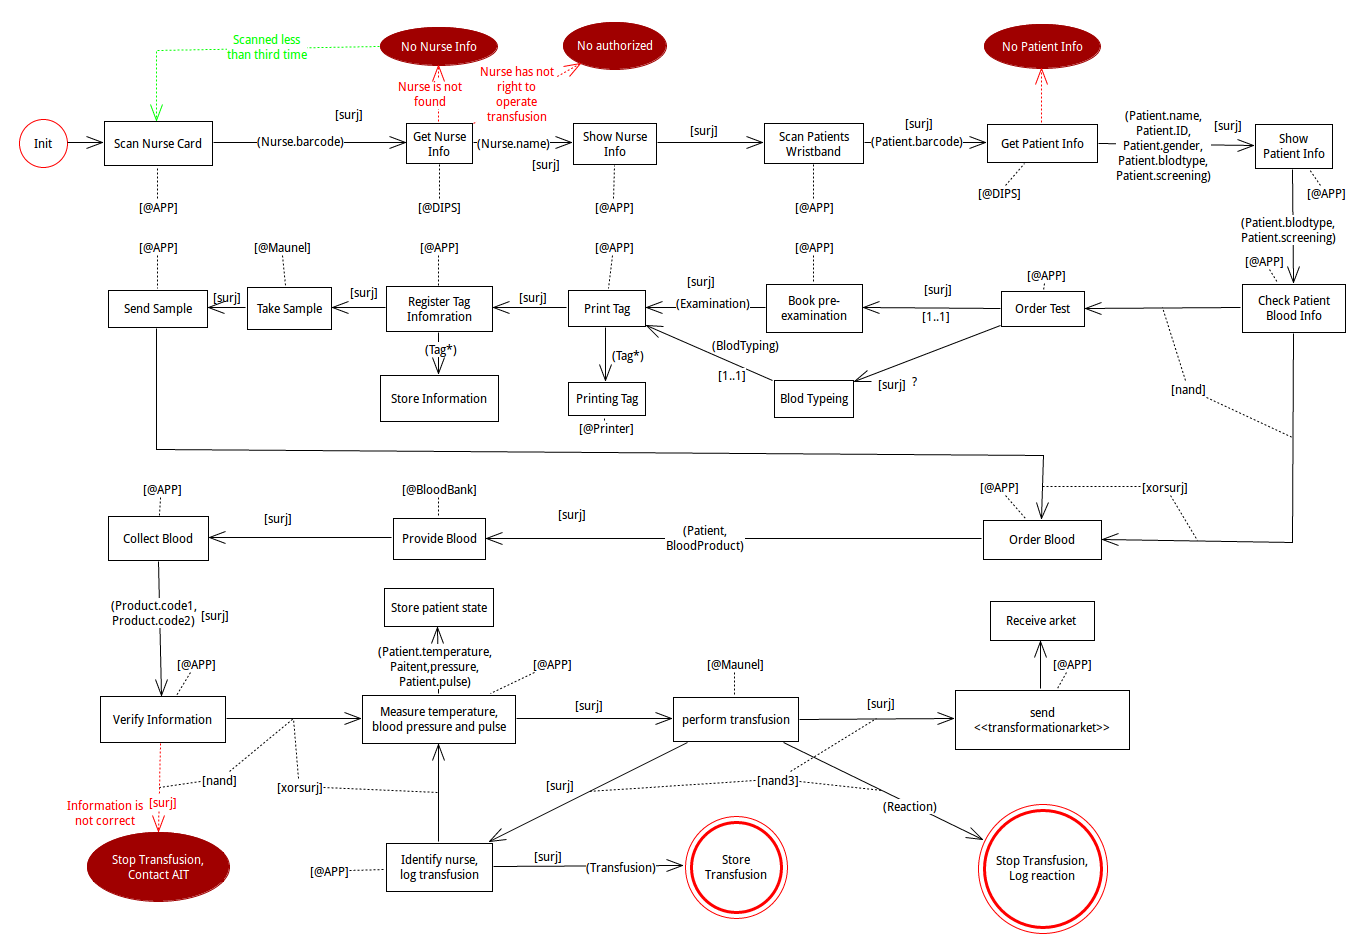 Scanned less
than third time
No Nurse Info
No authorized
No Patient Info
Nurse is not
found
Nurse has not
right to
operate
transfusion
Init
Scan Nurse Card
(Nurse.barcode)
[surj]
Get Nurse
Info
(Nurse.name)
[surj]
Show Nurse
Info
[surj]
Scan Patients
Wristband
[surj]
(Patient.barcode)
Get Patient Info
(Patient.name,
Patient.ID,
Patient.gender,
Patient.blodtype,
Patient.screening)
[surj]
Show
Patient Info
[@APP]
[@DIPS]
[@APP]
[@APP]
[@DIPS]
[@APP]
(Patient.blodtype,
Patient.screening)
[@APP]
[@Maunel]
[@APP]
[@APP]
[@APP]
[@APP]
[@APP]
Send Sample
[surj]
Take Sample
[surj]
Register Tag
Infomration
[surj]
Print Tag
[surj]
(Examination)
Book pre-
examination
[surj]
[1..1]
Order Test
Check Patient
Blood Info
(Tag*)
(Tag*)
(BlodTyping)
[1..1]
[surj]
?
[nand]
Store Information
Printing Tag
Blod Typeing
[@Printer]
[@APP]
[@BloodBank]
[@APP]
[xorsurj]
Collect Blood
[surj]
Provide Blood
[surj]
(Patient,
BloodProduct)
Order Blood
(Product.code1,
Product.code2)
[surj]
Store patient state
Receive arket
(Patient.temperature,
Paitent,pressure,
Patient.pulse)
[@APP]
[@APP]
[@Maunel]
[@APP]
Verify Information
Measure temperature,
blood pressure and pulse
[surj]
perform transfusion
[surj]
send
<<transformationarket>>
[nand]
[xorsurj]
[surj]
[nand3]
(Reaction)
Information is
not correct
[surj]
Stop Transfusion,
Contact AIT
[@APP]
Identify nurse,
log transfusion
[surj]
(Transfusion)
Store
Transfusion
Stop Transfusion,
Log reaction